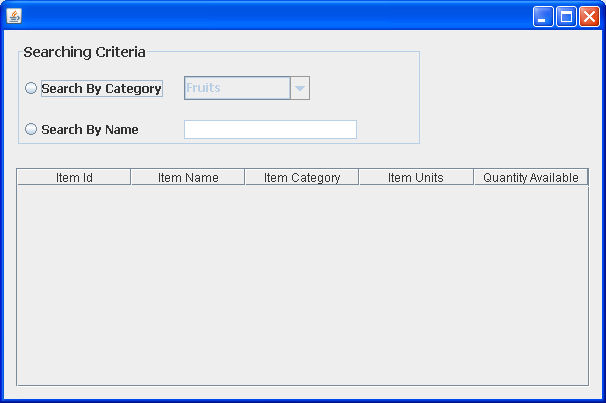 Searching Criteria
Search By Category
Fruits
Search By Name
Item Id Item Name Item Category Item Units Quantity Available